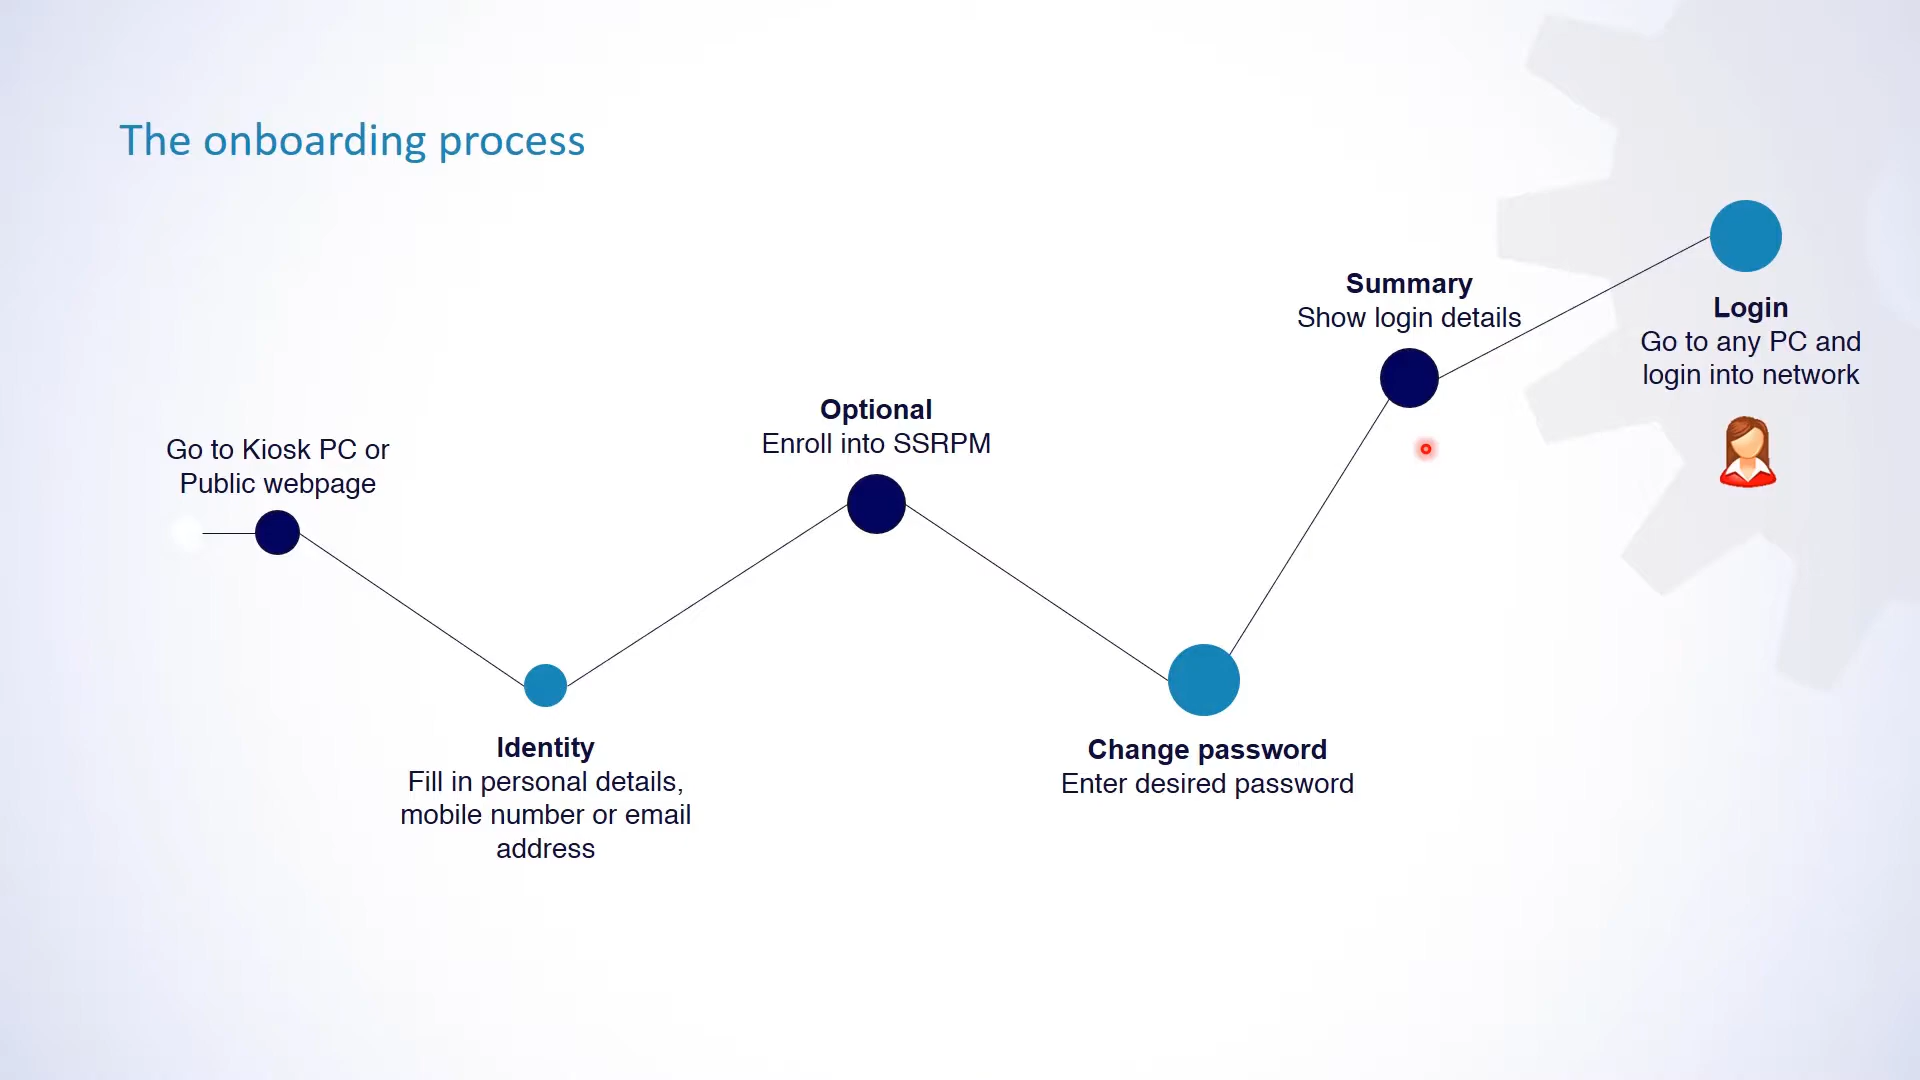 The onboarding process
Go to Kiosk PC or
Public webpage
Identity
Fill in personal details,
mobile number or email
address
Optional
Enroll into SSRPM
Change password
Enter desired password
Summary
Show login details
Login
Go to any PC and
login into network